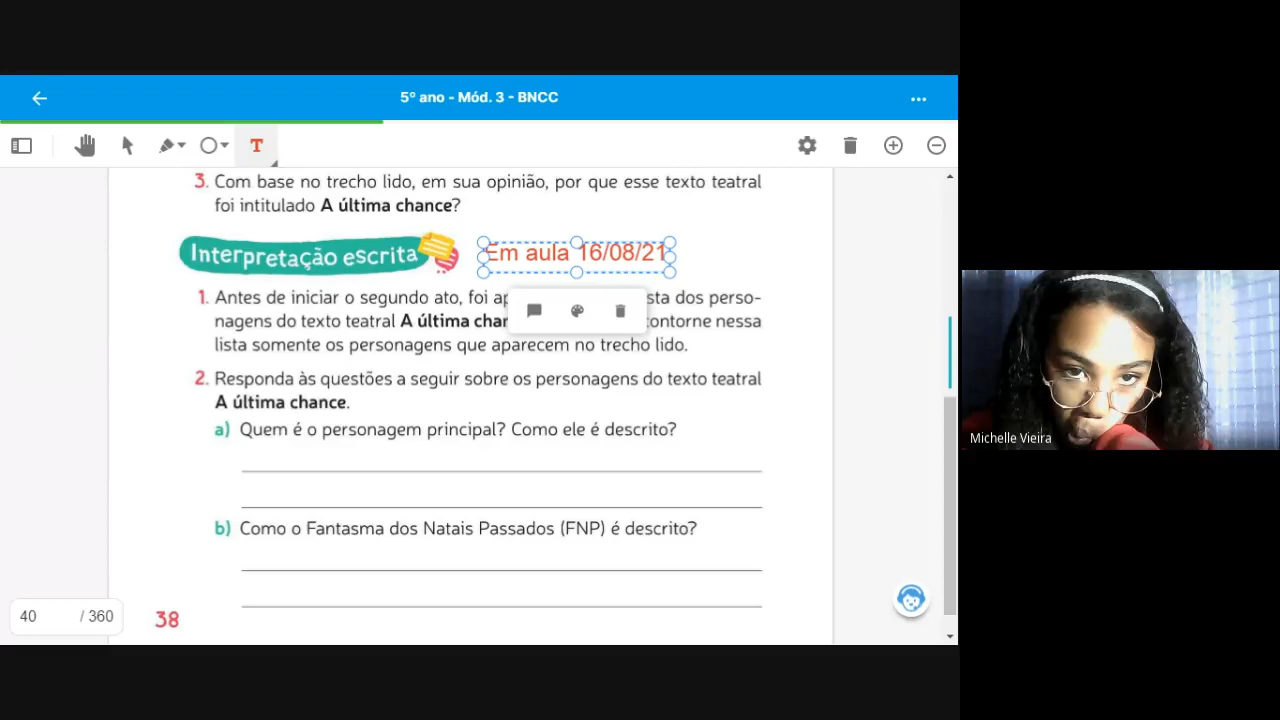 5º ano - Mód. 3 - BNCC
T
3. Com base no trecho lido, em sua opinião, por que esse texto teatral
foi intitulado A última chance?
Interpretação escrita
Em aula 16/08/21
1. Antes de iniciar o segundo ato, foi sta dos perso-
nagens do texto teatral A última contorne nessa
lista somente os personagens que aparecem no trecho lido.
2. Responda às questões a seguir sobre os personagens do texto teatral
A última chance.
a) Quem é o personagem principal? Como ele é descrito?
b) Como o Fantasma dos Natais Passados (FNP) é descrito?
40 / 360
38
Michelle Vieira